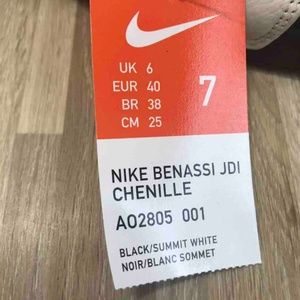 UK 6
EUR 40
BR 38
CM 25
7
NIKE BENASSI JDI
CHENILLE
AO2805 001
BLACK/SUMMIT WHITE
NOIR/BLANC SOMMET